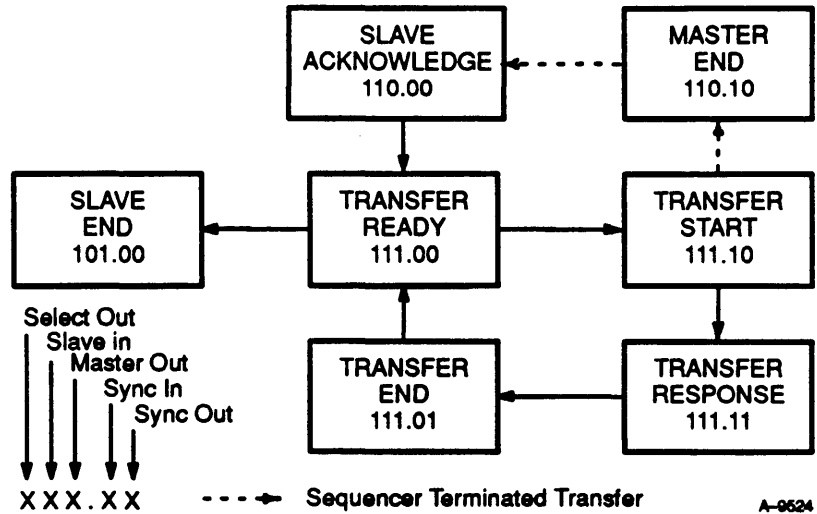 SLAVE
ACKNOWLEDGE
110.00
MASTER
END
110.10
SLAVE
END
101.00
TRANSFER
READY
111.00
TRANSFER
START
111.10
Select Out
Slave in
Master Out
Sync In
Sync Out
TRANSFER
END
111.01
TRANSFER
RESPONSE
111.11
XXX.XX
Sequencer Terminated Transfer
A-9524